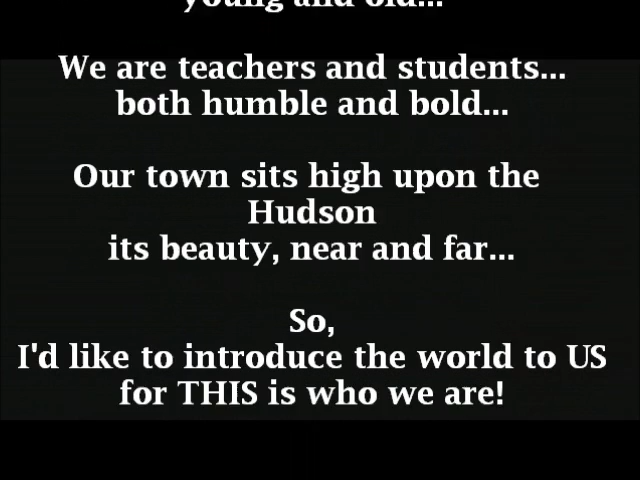 young and old...
We are teachers and students...
both humble and bold...
Our town sits high upon the
Hudson
its beauty, near and far...
So,
I'd like to introduce the world to US
for THIS is who we are!